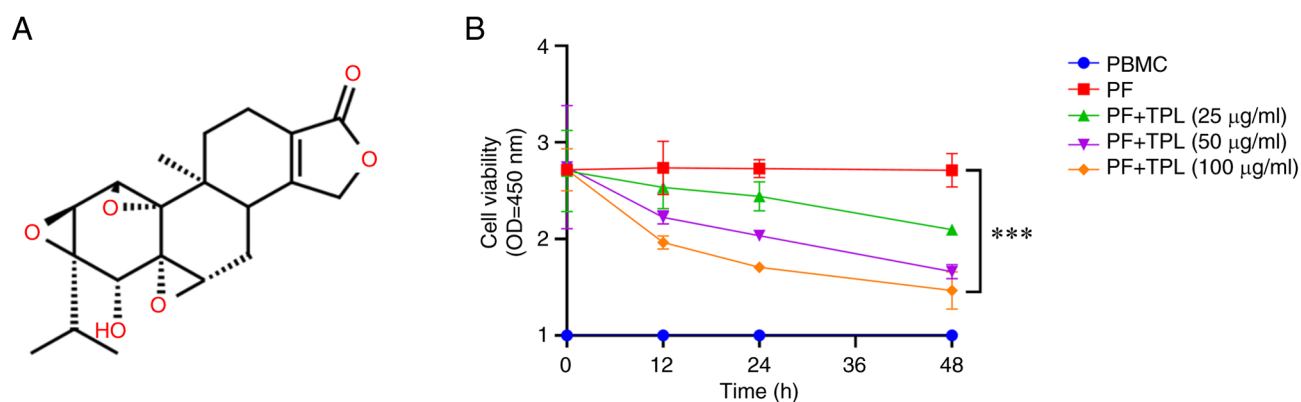 A
O
O
O
O
O
HO
B
Cell viability
(OD=450 nm)
4
3
2
1
0
12
24
36
48
Time (h)
***
PBMC
PF
PF+TPL (25 μg/ml)
PF+TPL (50 μg/ml)
PF+TPL (100 μg/ml)